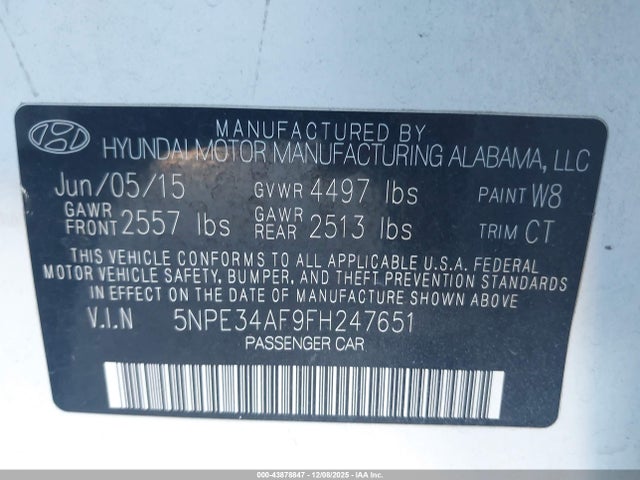 MANUFACTURED BY
HYUNDAI MOTOR MANUFACTURING ALABAMA, LLC
Jun/05/15 GVWR 4497 lbs PAINT W8
GAWR FRONT 2557 lbs GAWR REAR 2513 lbs TRIM CT
THIS VEHICLE CONFORMS TO ALL APPLICABLE U.S.A. FEDERAL
MOTOR VEHICLE SAFETY, BUMPER, AND THEFT PREVENTION STANDARDS
IN EFFECT ON THE DATE OF MANUFACTURE SHOWN ABOVE.
V.I.N 5NPE34AF9FH247651
PASSENGER CAR
000-43878847 - 12/08/2025 - IAAI.COM